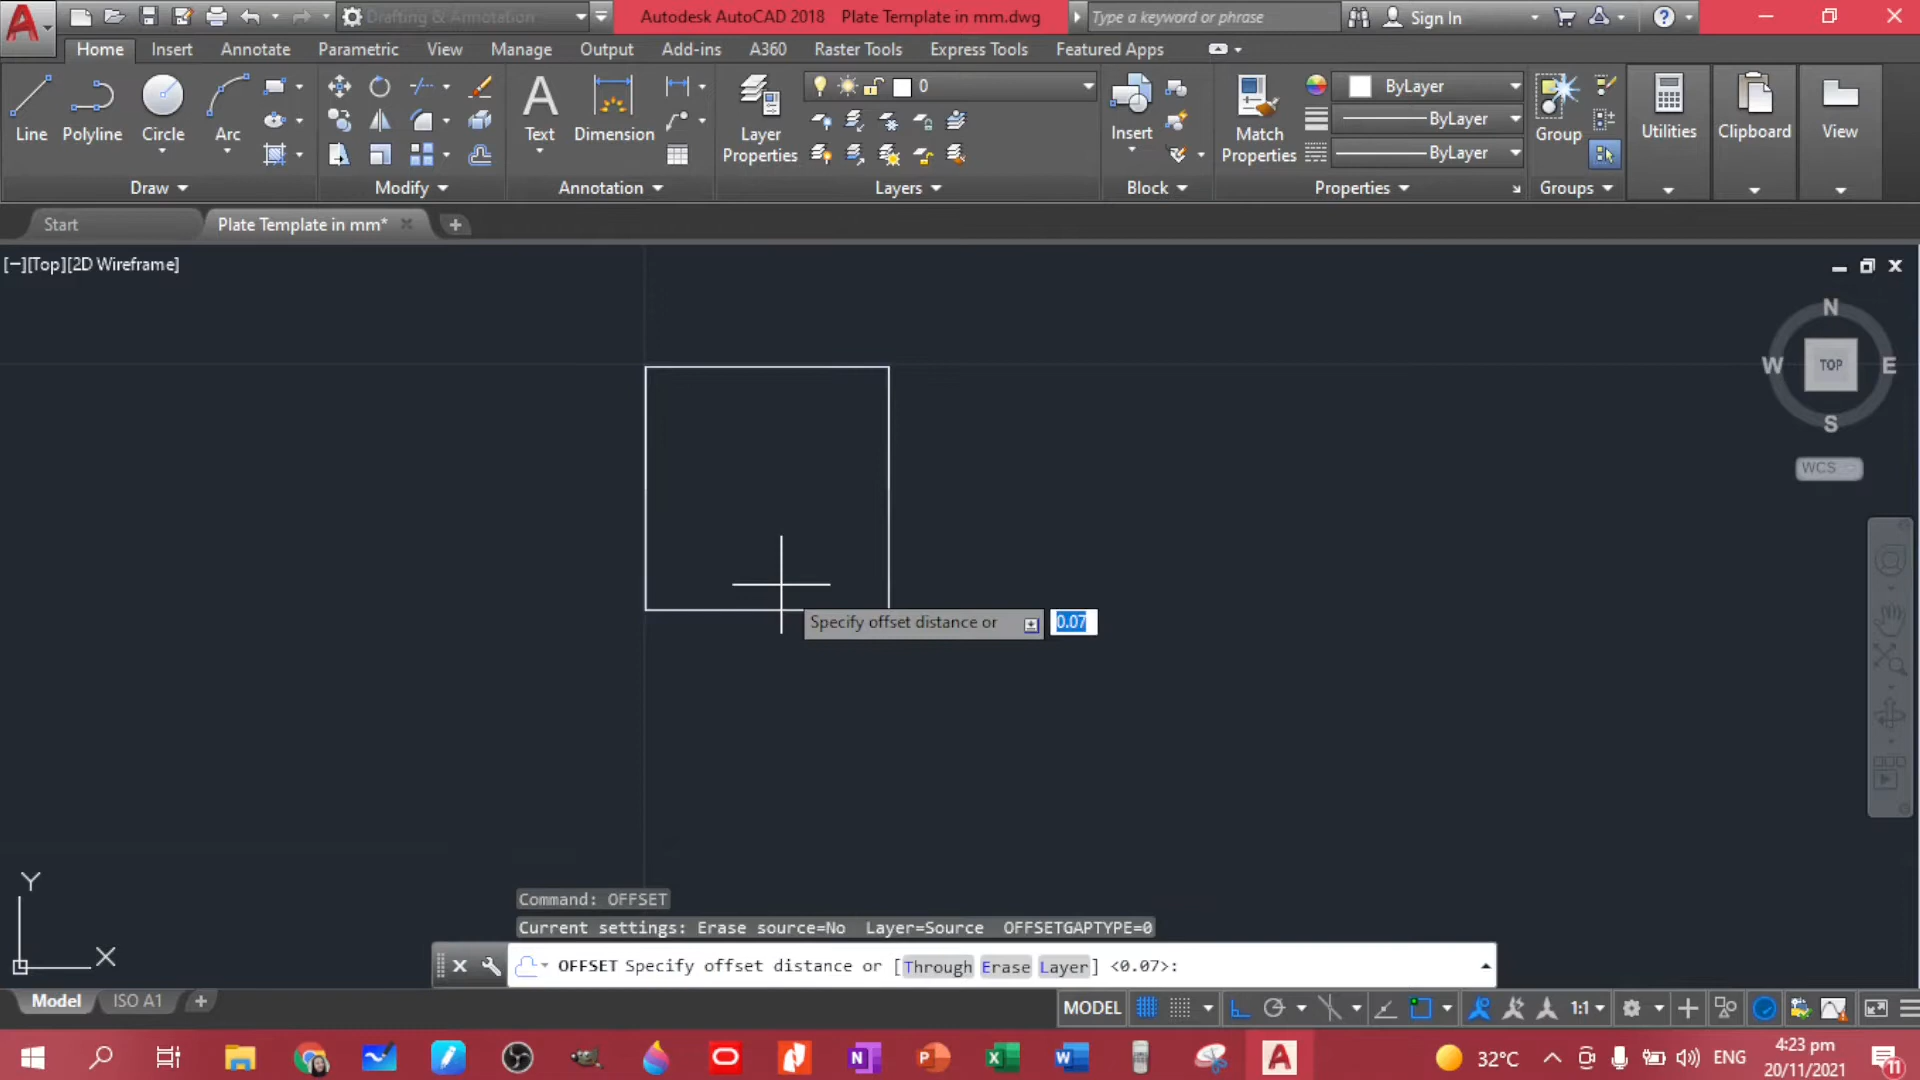 Drafting & Annotation
Autodesk AutoCAD 2018 Plate Template in mm.dwg
Type a keyword or phrase
Sign In
Home Insert Annotate Parametric View Manage Output Add-ins A360 Raster Tools Express Tools Featured Apps
0
ByLayer
ByLayer
ByLayer
Line Polyline Circle Arc
Text Dimension
Layer Properties
Insert
Match Properties
Group
Utilities
Clipboard
View
Draw Modify Annotation Layers Block Properties Groups
Start Plate Template in mm*
[−][Top][2D Wireframe]
N
W TOP E
S
WCS
Specify offset distance or 0.07
Y
X
Command: OFFSET
Current settings: Erase source=No Layer=Source OFFSETGAPTYPE=0
OFFSET Specify offset distance or [Through Erase Layer] <0.07>:
Model ISO A1
MODEL 1:1
32°C ENG 4:23 pm
20/11/2021
11